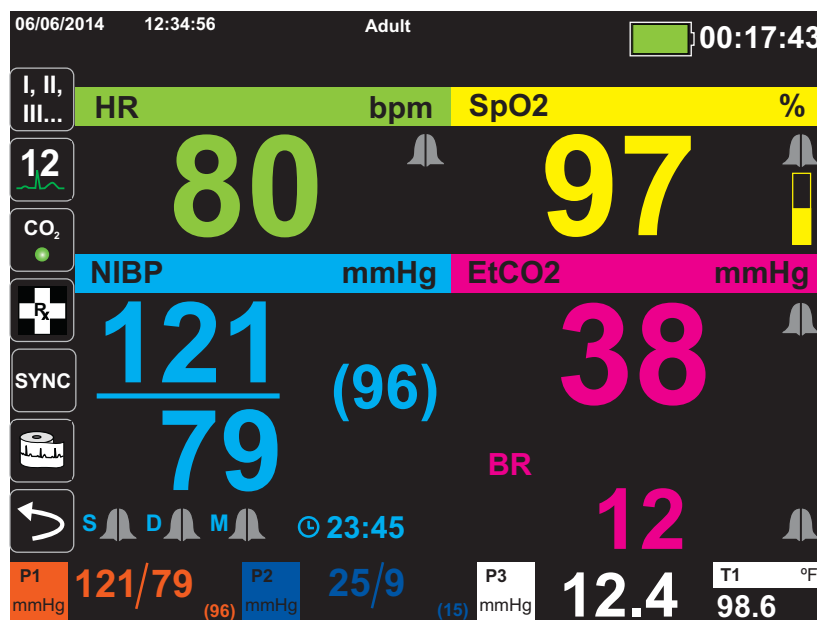 06/06/2014 12:34:56 Adult 00:17:43
I, II,
III...
HR bpm SpO2 %
12
80 97
CO2
NIBP mmHg EtCO2 mmHg
Rx
121
79
(96)
38
SYNC
BR
12
S D M 23:45
P1
mmHg
121/79
(96)
P2
mmHg
25/9
(15)
P3
mmHg
12.4
T1 ºF
98.6